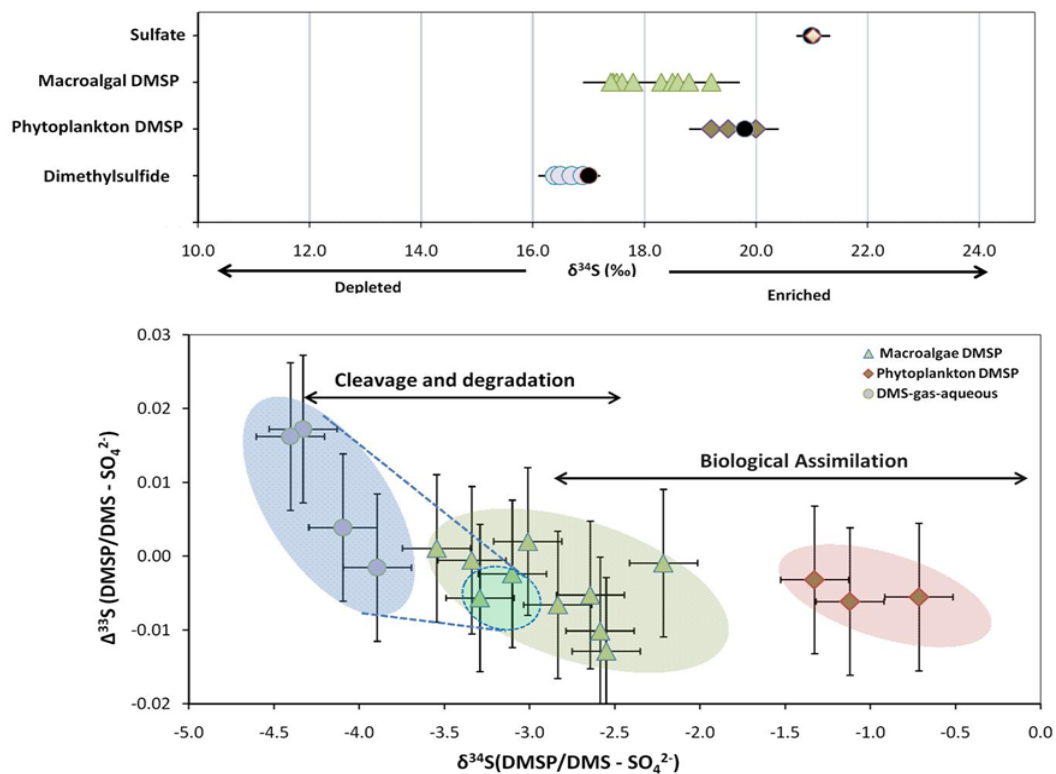 Sulfate
Macroalgal DMSP
Phytoplankton DMSP
Dimethylsulfide
10.0 12.0 14.0 16.0 18.0 20.0 22.0 24.0
δ³⁴S (‰)
Depleted
Enriched
0.03
0.02
0.01
0.00
-0.01
-0.02
Δ³³S (DMSP/DMS - SO₄²⁻)
Macroalgae DMSP
Phytoplankton DMSP
DMS-gas-aqueous
Cleavage and degradation
Biological Assimilation
-5.0 -4.5 -4.0 -3.5 -3.0 -2.5 -2.0 -1.5 -1.0 -0.5 0.0
δ³⁴S(DMSP/DMS - SO₄²⁻)